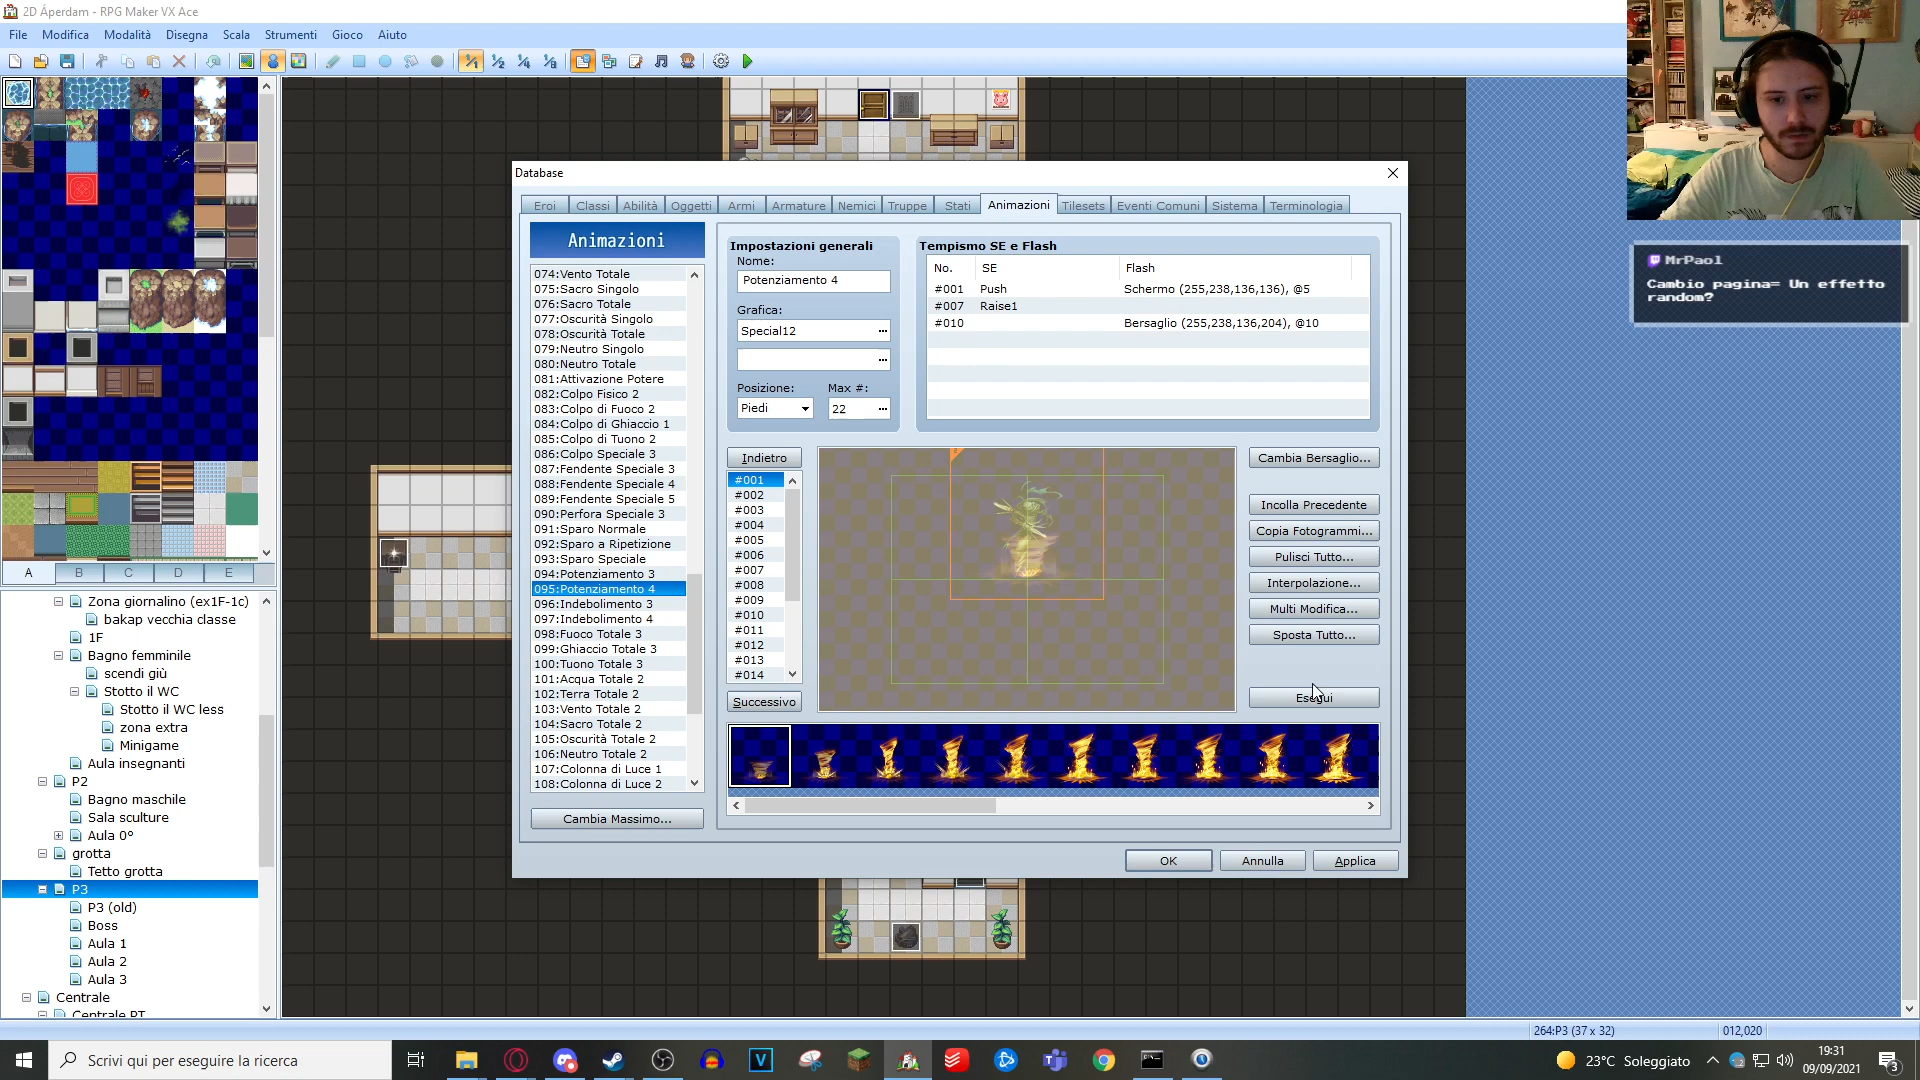 2D Áperdam - RPG Maker VX Ace
File Modifica Modalità Disegna Scala Strumenti Gioco Aiuto
MrPaol
Cambio pagina= Un effetto
random?
Database
Eroi Classi Abilità Oggetti Armi Armature Nemici Truppe Stati Animazioni Tilesets Eventi Comuni Sistema Terminologia
Animazioni
074:Vento Totale
075:Sacro Singolo
076:Sacro Totale
077:Oscurità Singolo
078:Oscurità Totale
079:Neutro Singolo
080:Neutro Totale
081:Attivazione Potere
082:Colpo Fisico 2
083:Colpo di Fuoco 2
084:Colpo di Ghiaccio 1
085:Colpo di Tuono 2
086:Colpo Speciale 3
087:Fendente Speciale 3
088:Fendente Speciale 4
089:Fendente Speciale 5
090:Perfora Speciale 3
091:Sparo Normale
092:Sparo a Ripetizione
093:Sparo Speciale
094:Potenziamento 3
095:Potenziamento 4
096:Indebolimento 3
097:Indebolimento 4
098:Fuoco Totale 3
099:Ghiaccio Totale 3
100:Tuono Totale 3
101:Acqua Totale 2
102:Terra Totale 2
103:Vento Totale 2
104:Sacro Totale 2
105:Oscurità Totale 2
106:Neutro Totale 2
107:Colonna di Luce 1
108:Colonna di Luce 2
Cambia Massimo...
Impostazioni generali
Nome:
Potenziamento 4
Grafica:
Special12
Posizione: Max #:
Piedi 22
Tempismo SE e Flash
No. SE Flash
#001 Push Schermo (255,238,136,136), @5
#007 Raise1
#010 Bersaglio (255,238,136,204), @10
Indietro
#001
#002
#003
#004
#005
#006
#007
#008
#009
#010
#011
#012
#013
#014
Successivo
Cambia Bersaglio...
Incolla Precedente
Copia Fotogrammi...
Pulisci Tutto...
Interpolazione...
Multi Modifica...
Sposta Tutto...
Esegui
OK Annulla Applica
A B C D E
Zona giornalino (ex1F-1c)
bakap vecchia classe
1F
Bagno femminile
scendi giù
Stotto il WC
Stotto il WC less
zona extra
Minigame
Aula insegnanti
P2
Bagno maschile
Sala sculture
Aula 0°
grotta
Tetto grotta
P3
P3 (old)
Boss
Aula 1
Aula 2
Aula 3
Centrale
Centrale PT
264:P3 (37 x 32) 012,020
Scrivi qui per eseguire la ricerca
23°C Soleggiato
19:31
09/09/2021
3